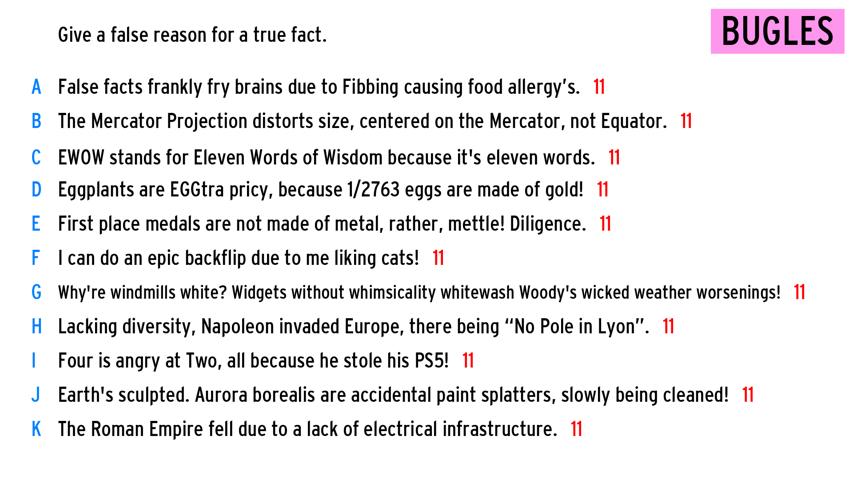 BUGLES
Give a false reason for a true fact.
A False facts frankly fry brains due to Fibbing causing food allergy's. 11
B The Mercator Projection distorts size, centered on the Mercator, not Equator. 11
C EWOW stands for Eleven Words of Wisdom because it's eleven words. 11
D Eggplants are EGGtra pricy, because 1/2763 eggs are made of gold! 11
E First place medals are not made of metal, rather, mettle! Diligence. 11
F I can do an epic backflip due to me liking cats! 11
G Why're windmills white? Widgets without whimsicality whitewash Woody's wicked weather worsenings! 11
H Lacking diversity, Napoleon invaded Europe, there being “No Pole in Lyon”. 11
I Four is angry at Two, all because he stole his PS5! 11
J Earth's sculpted. Aurora borealis are accidental paint splatters, slowly being cleaned! 11
K The Roman Empire fell due to a lack of electrical infrastructure. 11